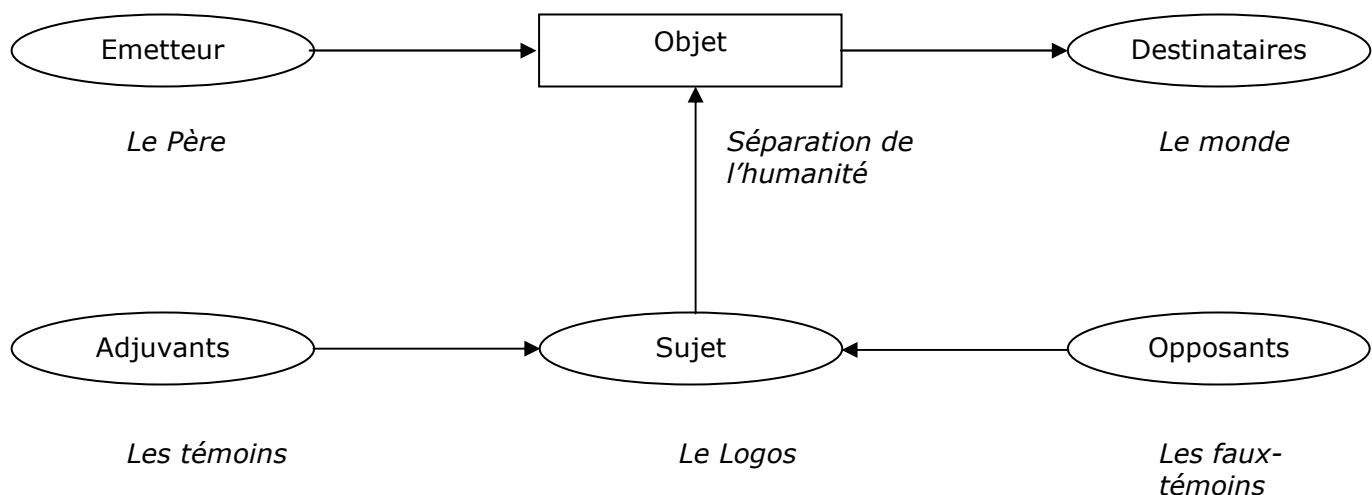 Emetteur
Objet
Destinataires
Le Père
Séparation de
l'humanité
Le monde
Adjuvants
Sujet
Opposants
Les témoins
Le Logos
Les faux-
témoins